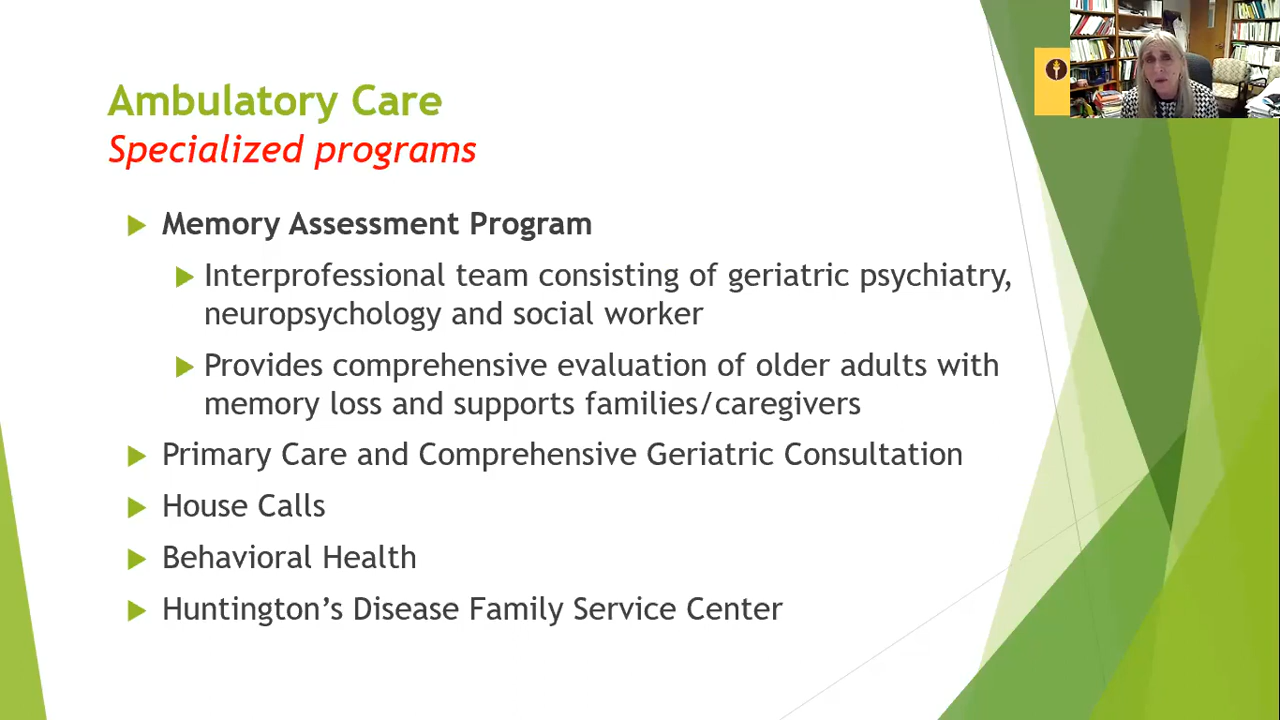 Ambulatory Care
Specialized programs
Memory Assessment Program
Interprofessional team consisting of geriatric psychiatry,
neuropsychology and social worker
Provides comprehensive evaluation of older adults with
memory loss and supports families/caregivers
Primary Care and Comprehensive Geriatric Consultation
House Calls
Behavioral Health
Huntington’s Disease Family Service Center